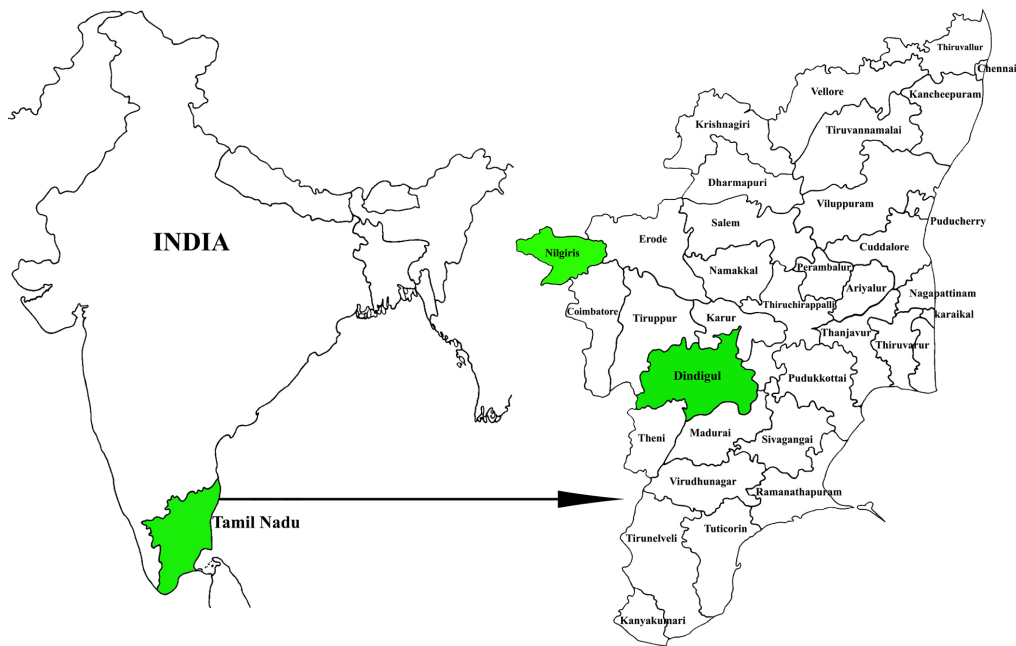 INDIA
Tamil Nadu
Thiruvallur
Chennai
Vellore
Kancheepuram
Krishnagiri
Tiruvannamalai
Dharmapuri
Viluppuram
Puducherry
Salem
Erode
Cuddalore
Nilgiris
Namakkal
Perambalur
Ariyalur
Nagapattinam
Coimbatore
Tiruppur
Karur
Thiruchirappalli
karaikal
Thanjavur
Thiruvarur
Dindigul
Pudukkottai
Theni
Madurai
Sivagangai
Virudhunagar
Ramanathapuram
Tirunelveli
Tuticorin
Kanyakumari